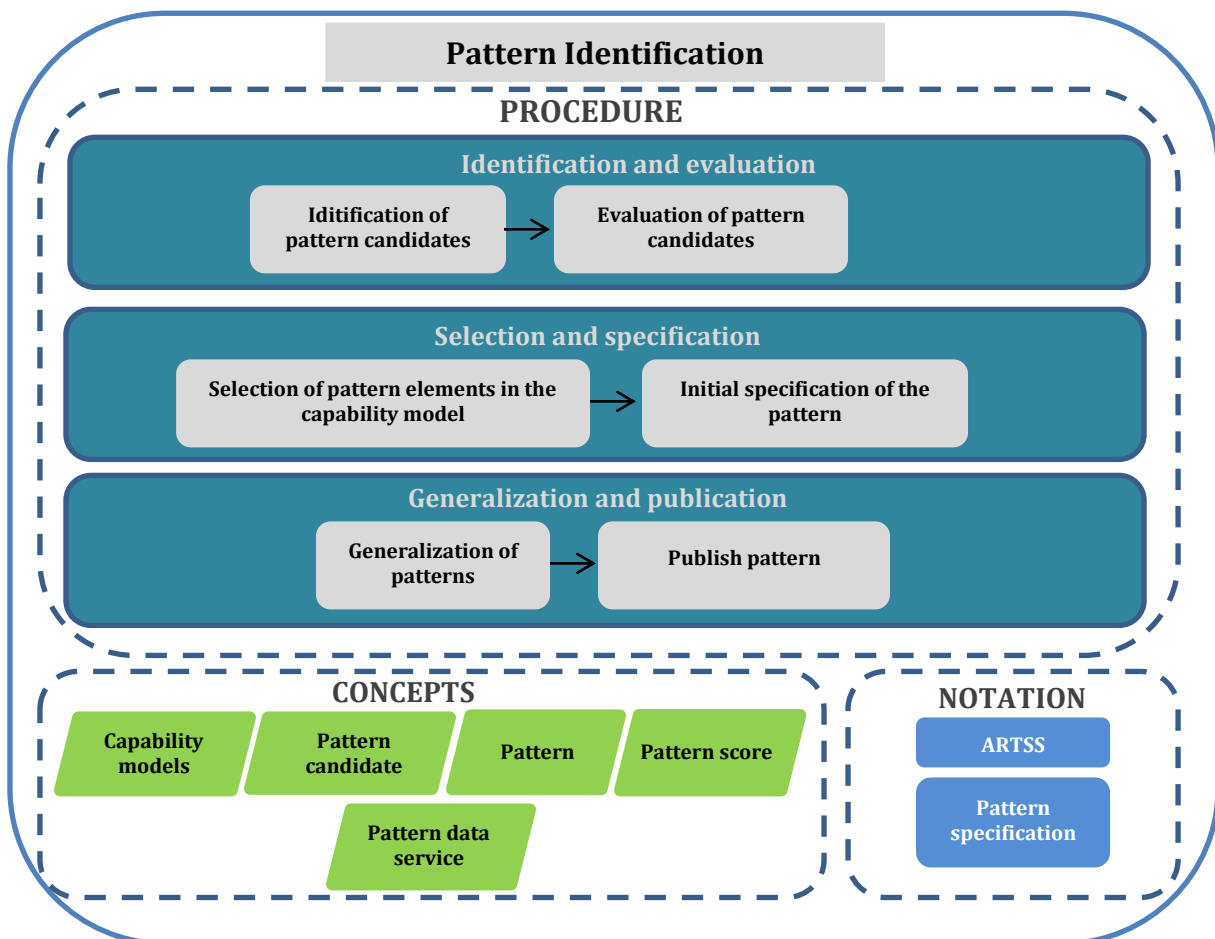 Pattern Identification
PROCEDURE
Identification and evaluation
Iditification of
pattern candidates
Evaluation of pattern
candidates
Selection and specification
Selection of pattern elements in the
capability model
Initial specification of the
pattern
Generalization and publication
Generalization of
patterns
Publish pattern
CONCEPTS
Capability
models
Pattern
candidate
Pattern
Pattern score
Pattern data
service
NOTATION
ARTSS
Pattern
specification